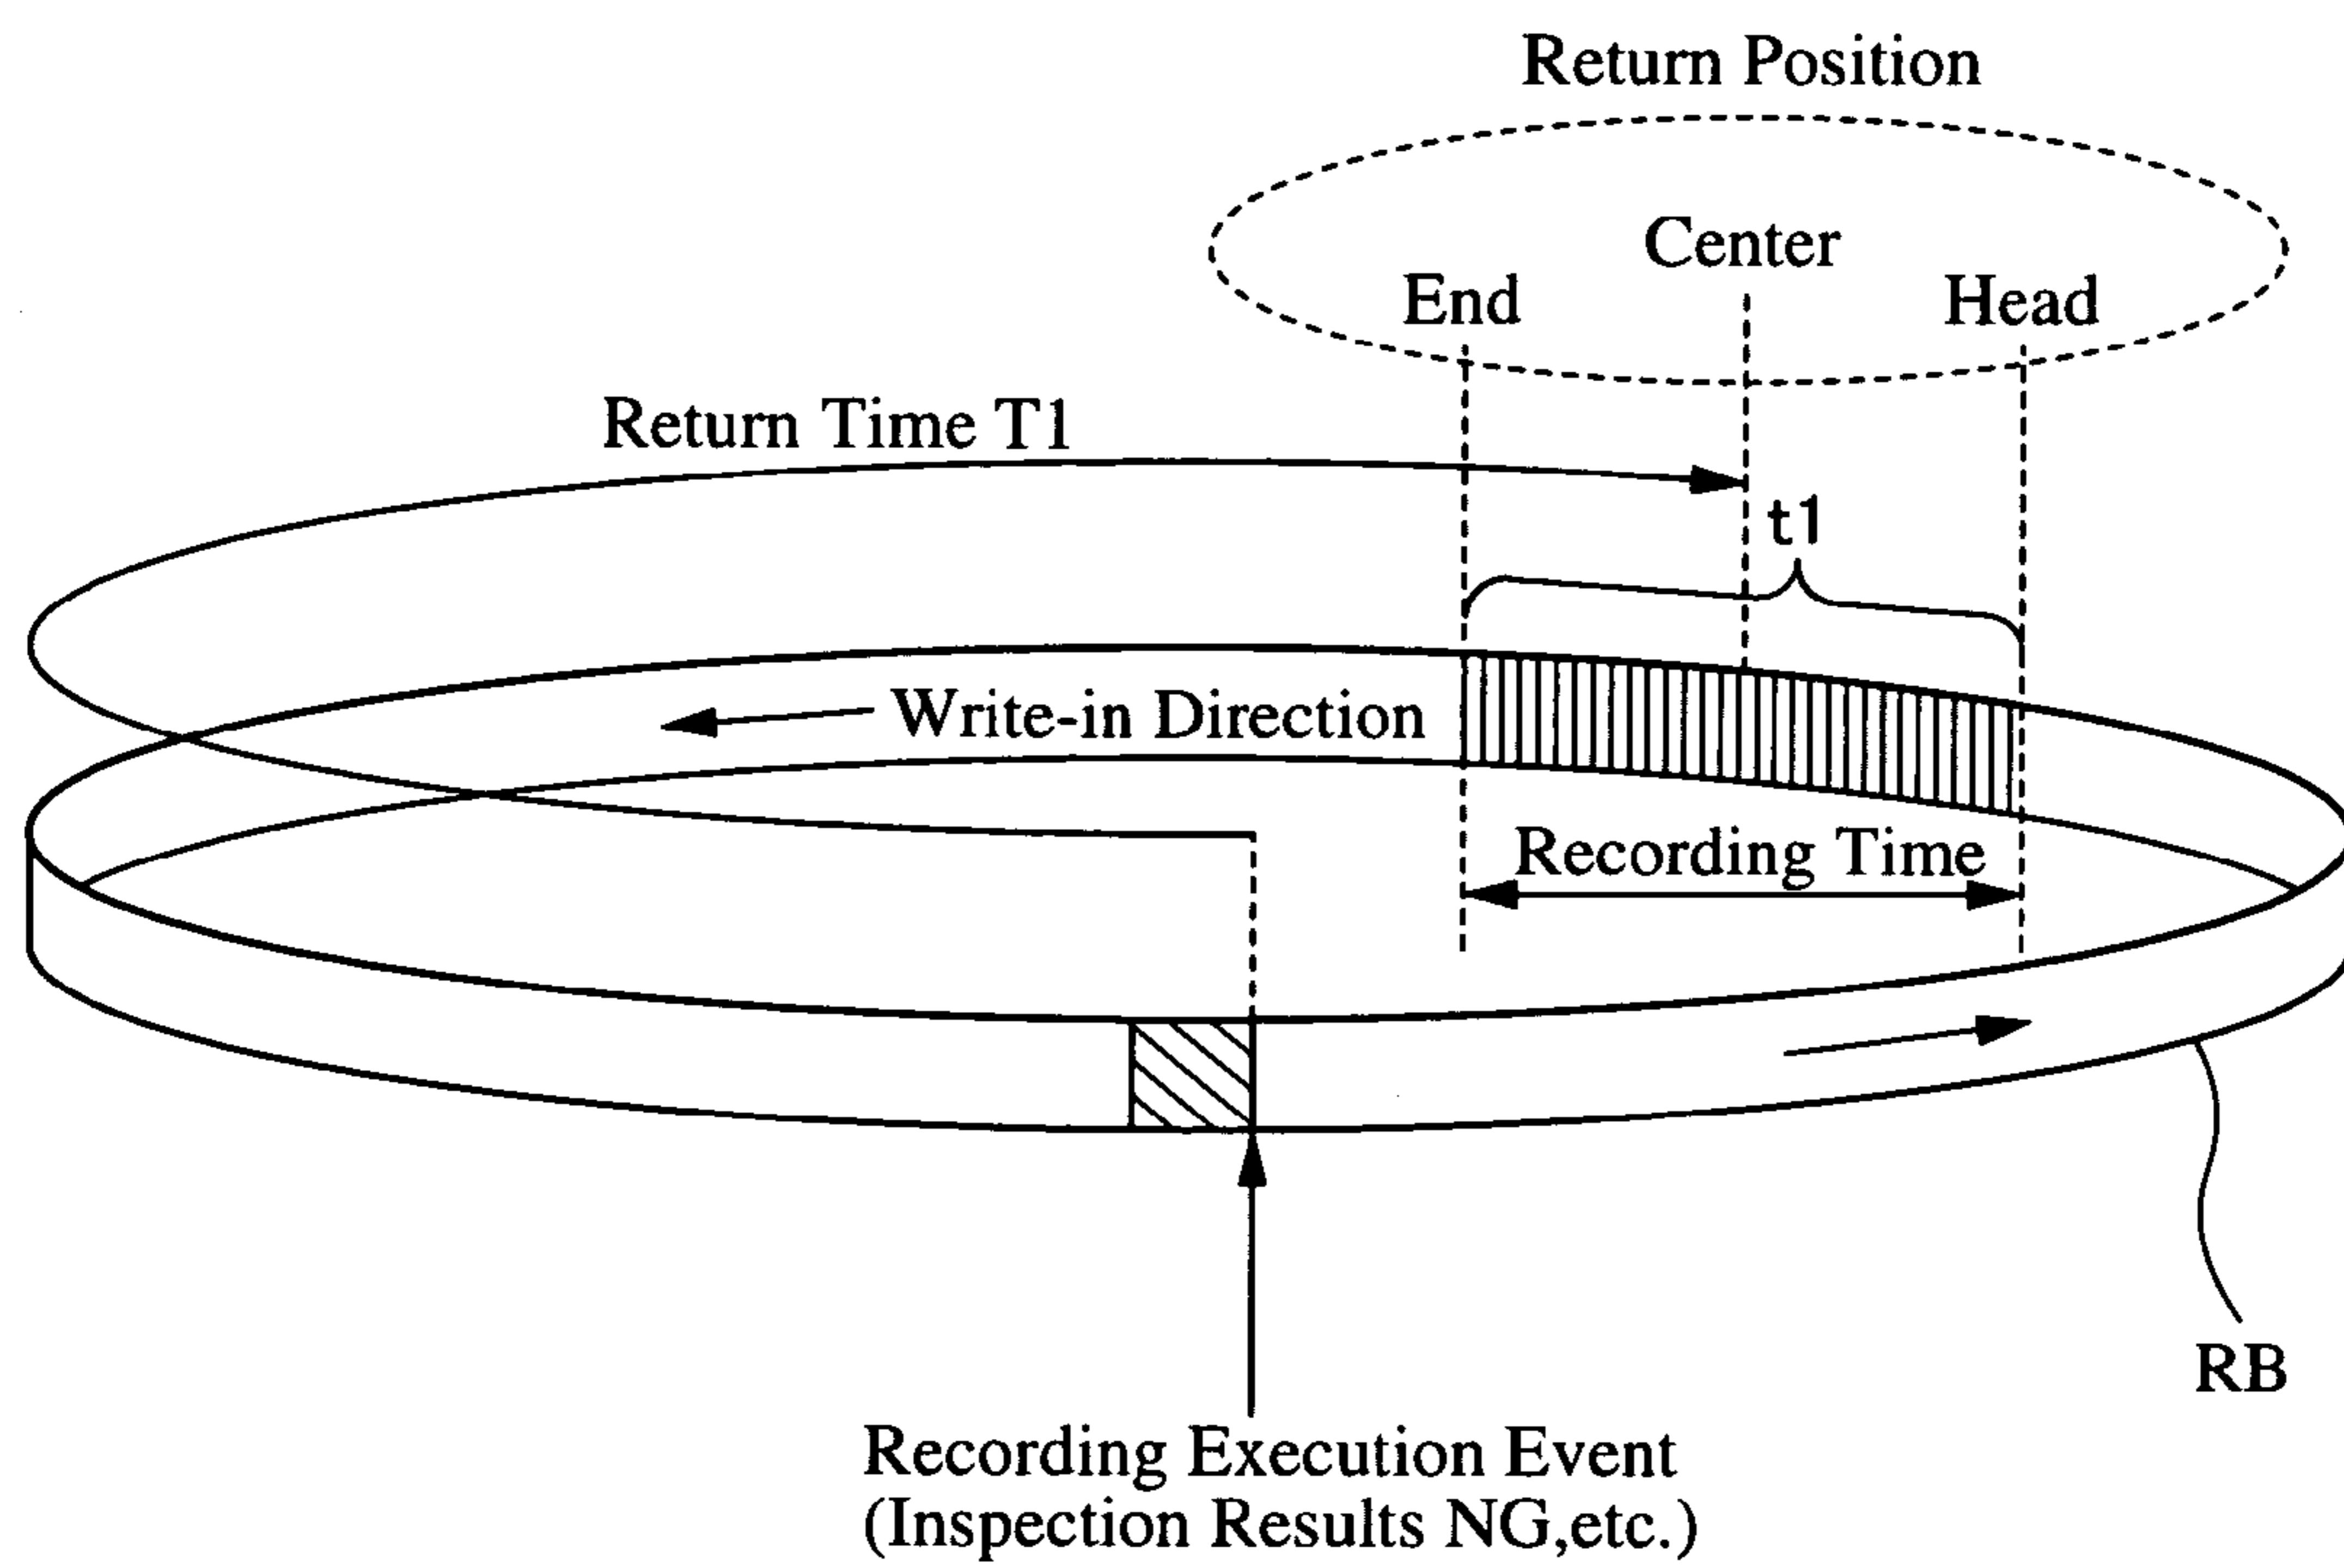 Return Position
Center
End
Head
Return Time T1
t1
Write-in Direction
Recording Time
RB
Recording Execution Event
(Inspection Results NG,etc.)